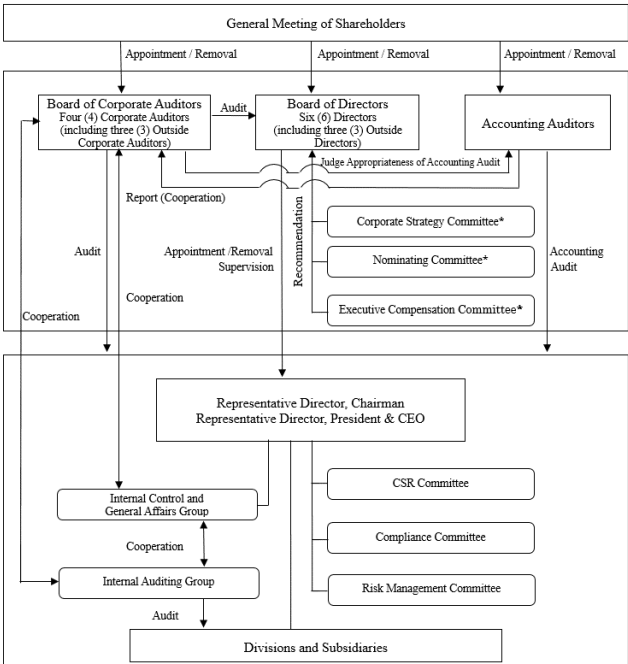 General Meeting of Shareholders
Appointment / Removal
Appointment / Removal
Appointment / Removal
Board of Corporate Auditors
Four (4) Corporate Auditors
(including three (3) Outside
Corporate Auditors)
Audit
Board of Directors
Six (6) Directors
(including three (3) Outside
Directors)
Accounting Auditors
Judge Appropriateness of Accounting Audit
Report (Cooperation)
Recommendation
Corporate Strategy Committee*
Audit
Appointment /Removal
Supervision
Nominating Committee*
Accounting
Audit
Cooperation
Cooperation
Executive Compensation Committee*
Representative Director, Chairman
Representative Director, President & CEO
CSR Committee
Internal Control and
General Affairs Group
Compliance Committee
Cooperation
Internal Auditing Group
Risk Management Committee
Audit
Divisions and Subsidiaries